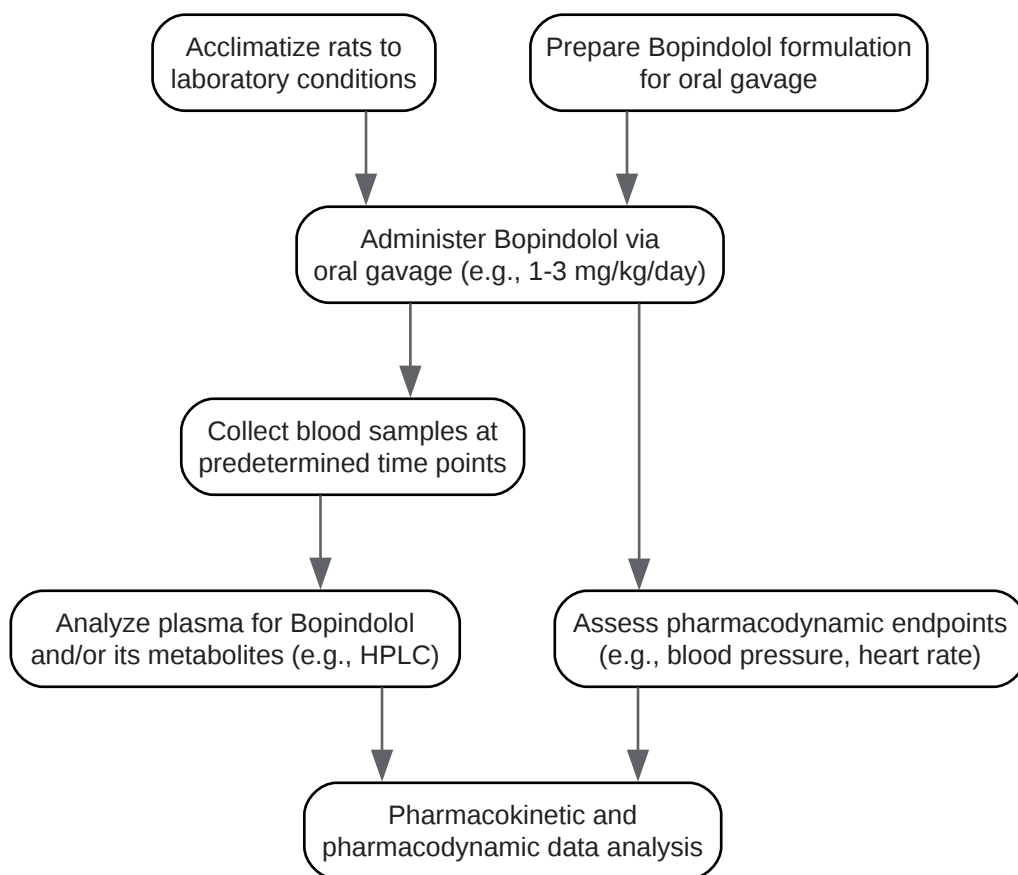 Acclimatize rats to
laboratory conditions
Prepare Bopindolol formulation
for oral gavage
Administer Bopindolol via
oral gavage (e.g., 1-3 mg/kg/day)
Collect blood samples at
predetermined time points
Analyze plasma for Bopindolol
and/or its metabolites (e.g., HPLC)
Assess pharmacodynamic endpoints
(e.g., blood pressure, heart rate)
Pharmacokinetic and
pharmacodynamic data analysis